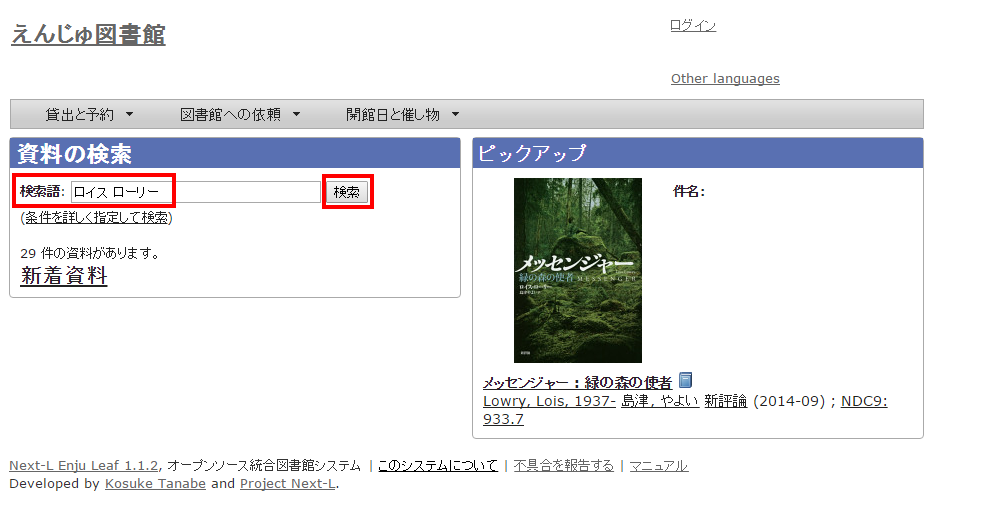 えんじゅ図書館
ログイン
Other languages
貸出と予約 図書館への依頼 開館日と催し物
資料の検索
検索語: ロイス ローリー 検索
(条件を詳しく指定して検索)
29 件の資料があります。
新着資料
ピックアップ
メッセンジャー
緑の森の使者 MESSENGER
ロイス・ローリー
件名:
メッセンジャー : 緑の森の使者
Lowry, Lois, 1937- 島津, やよい 新評論 (2014-09) ; NDC9:
933.7
Next-L Enju Leaf 1.1.2, オープンソース統合図書館システム | このシステムについて | 不具合を報告する | マニュアル
Developed by Kosuke Tanabe and Project Next-L.